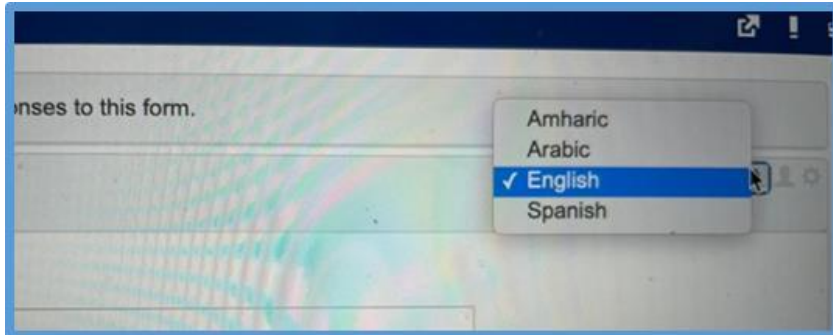 onses to this form.
Amharic
Arabic
✓ English
Spanish